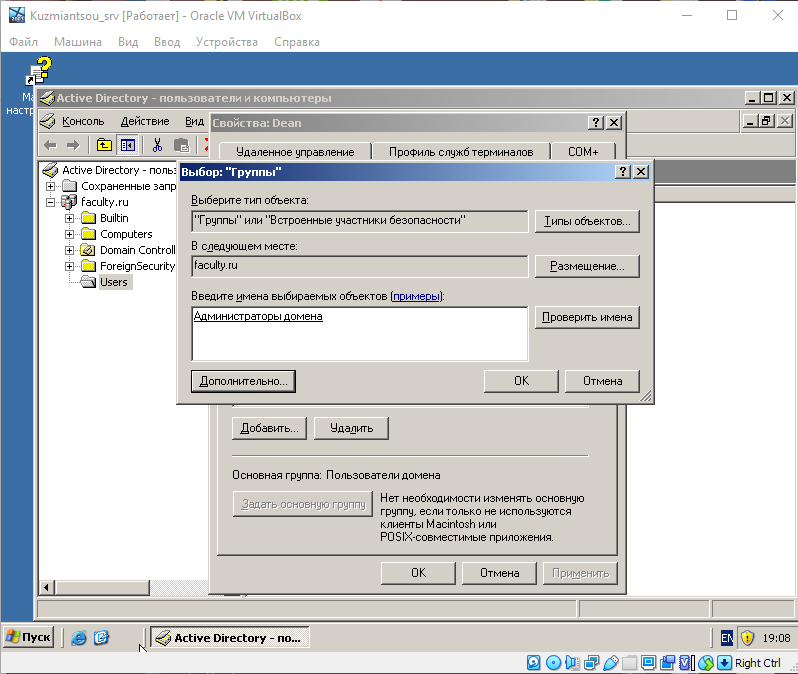 Kuzmiantsou_srv [Работает] - Oracle VM VirtualBox
Файл Машина Вид Ввод Устройства Справка
Active Directory - пользователи и компьютеры
Консоль Действие Вид
Свойства: Dean
Удаленное управление Профиль служб терминалов COM+
Active Directory - польз
Сохраненные запр
faculty.ru
Builtin
Computers
Domain Controll
ForeignSecurity
Users
Выбор: "Группы"
Выберите тип объекта:
"Группы" или "Встроенные участники безопасности"
Типы объектов...
В следующем месте:
faculty.ru
Размещение...
Введите имена выбираемых объектов (примеры):
Администраторы домена
Проверить имена
Дополнительно... OK Отмена
Добавить... Удалить
Основная группа: Пользователи домена
Задать основную группу
Нет необходимости изменять основную
группу, если только не используются
клиенты Macintosh или
POSIX-совместимые приложения.
OK Отмена Применить
Пуск
Active Directory - по...
EN 19:08
Right Ctrl